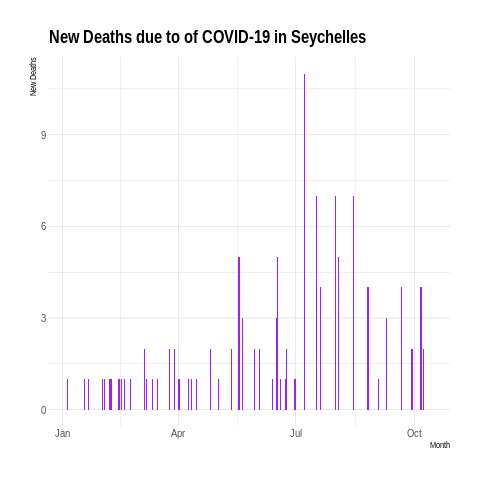 New Deaths due to of COVID-19 in Seychelles
New Deaths
9
6
3
0
Jan Apr Jul Oct
Month